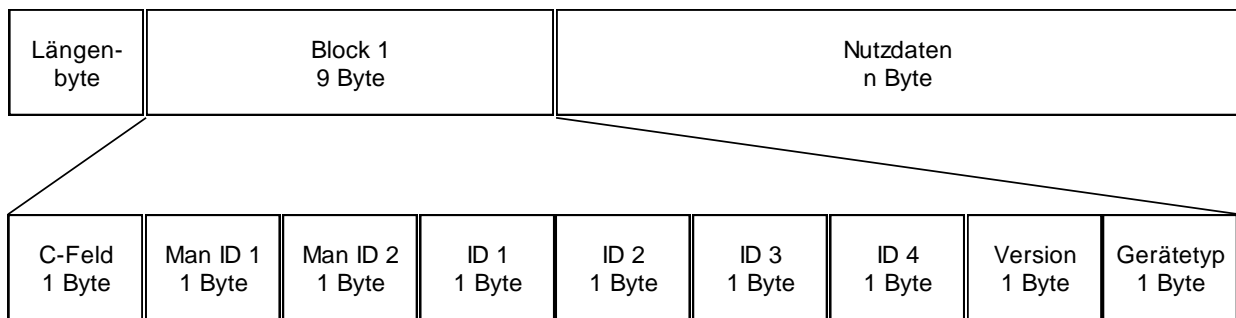 Längen-
byte
Block 1
9 Byte
Nutzdaten
n Byte
C-Feld
1 Byte
Man ID 1
1 Byte
Man ID 2
1 Byte
ID 1
1 Byte
ID 2
1 Byte
ID 3
1 Byte
ID 4
1 Byte
Version
1 Byte
Gerätetyp
1 Byte